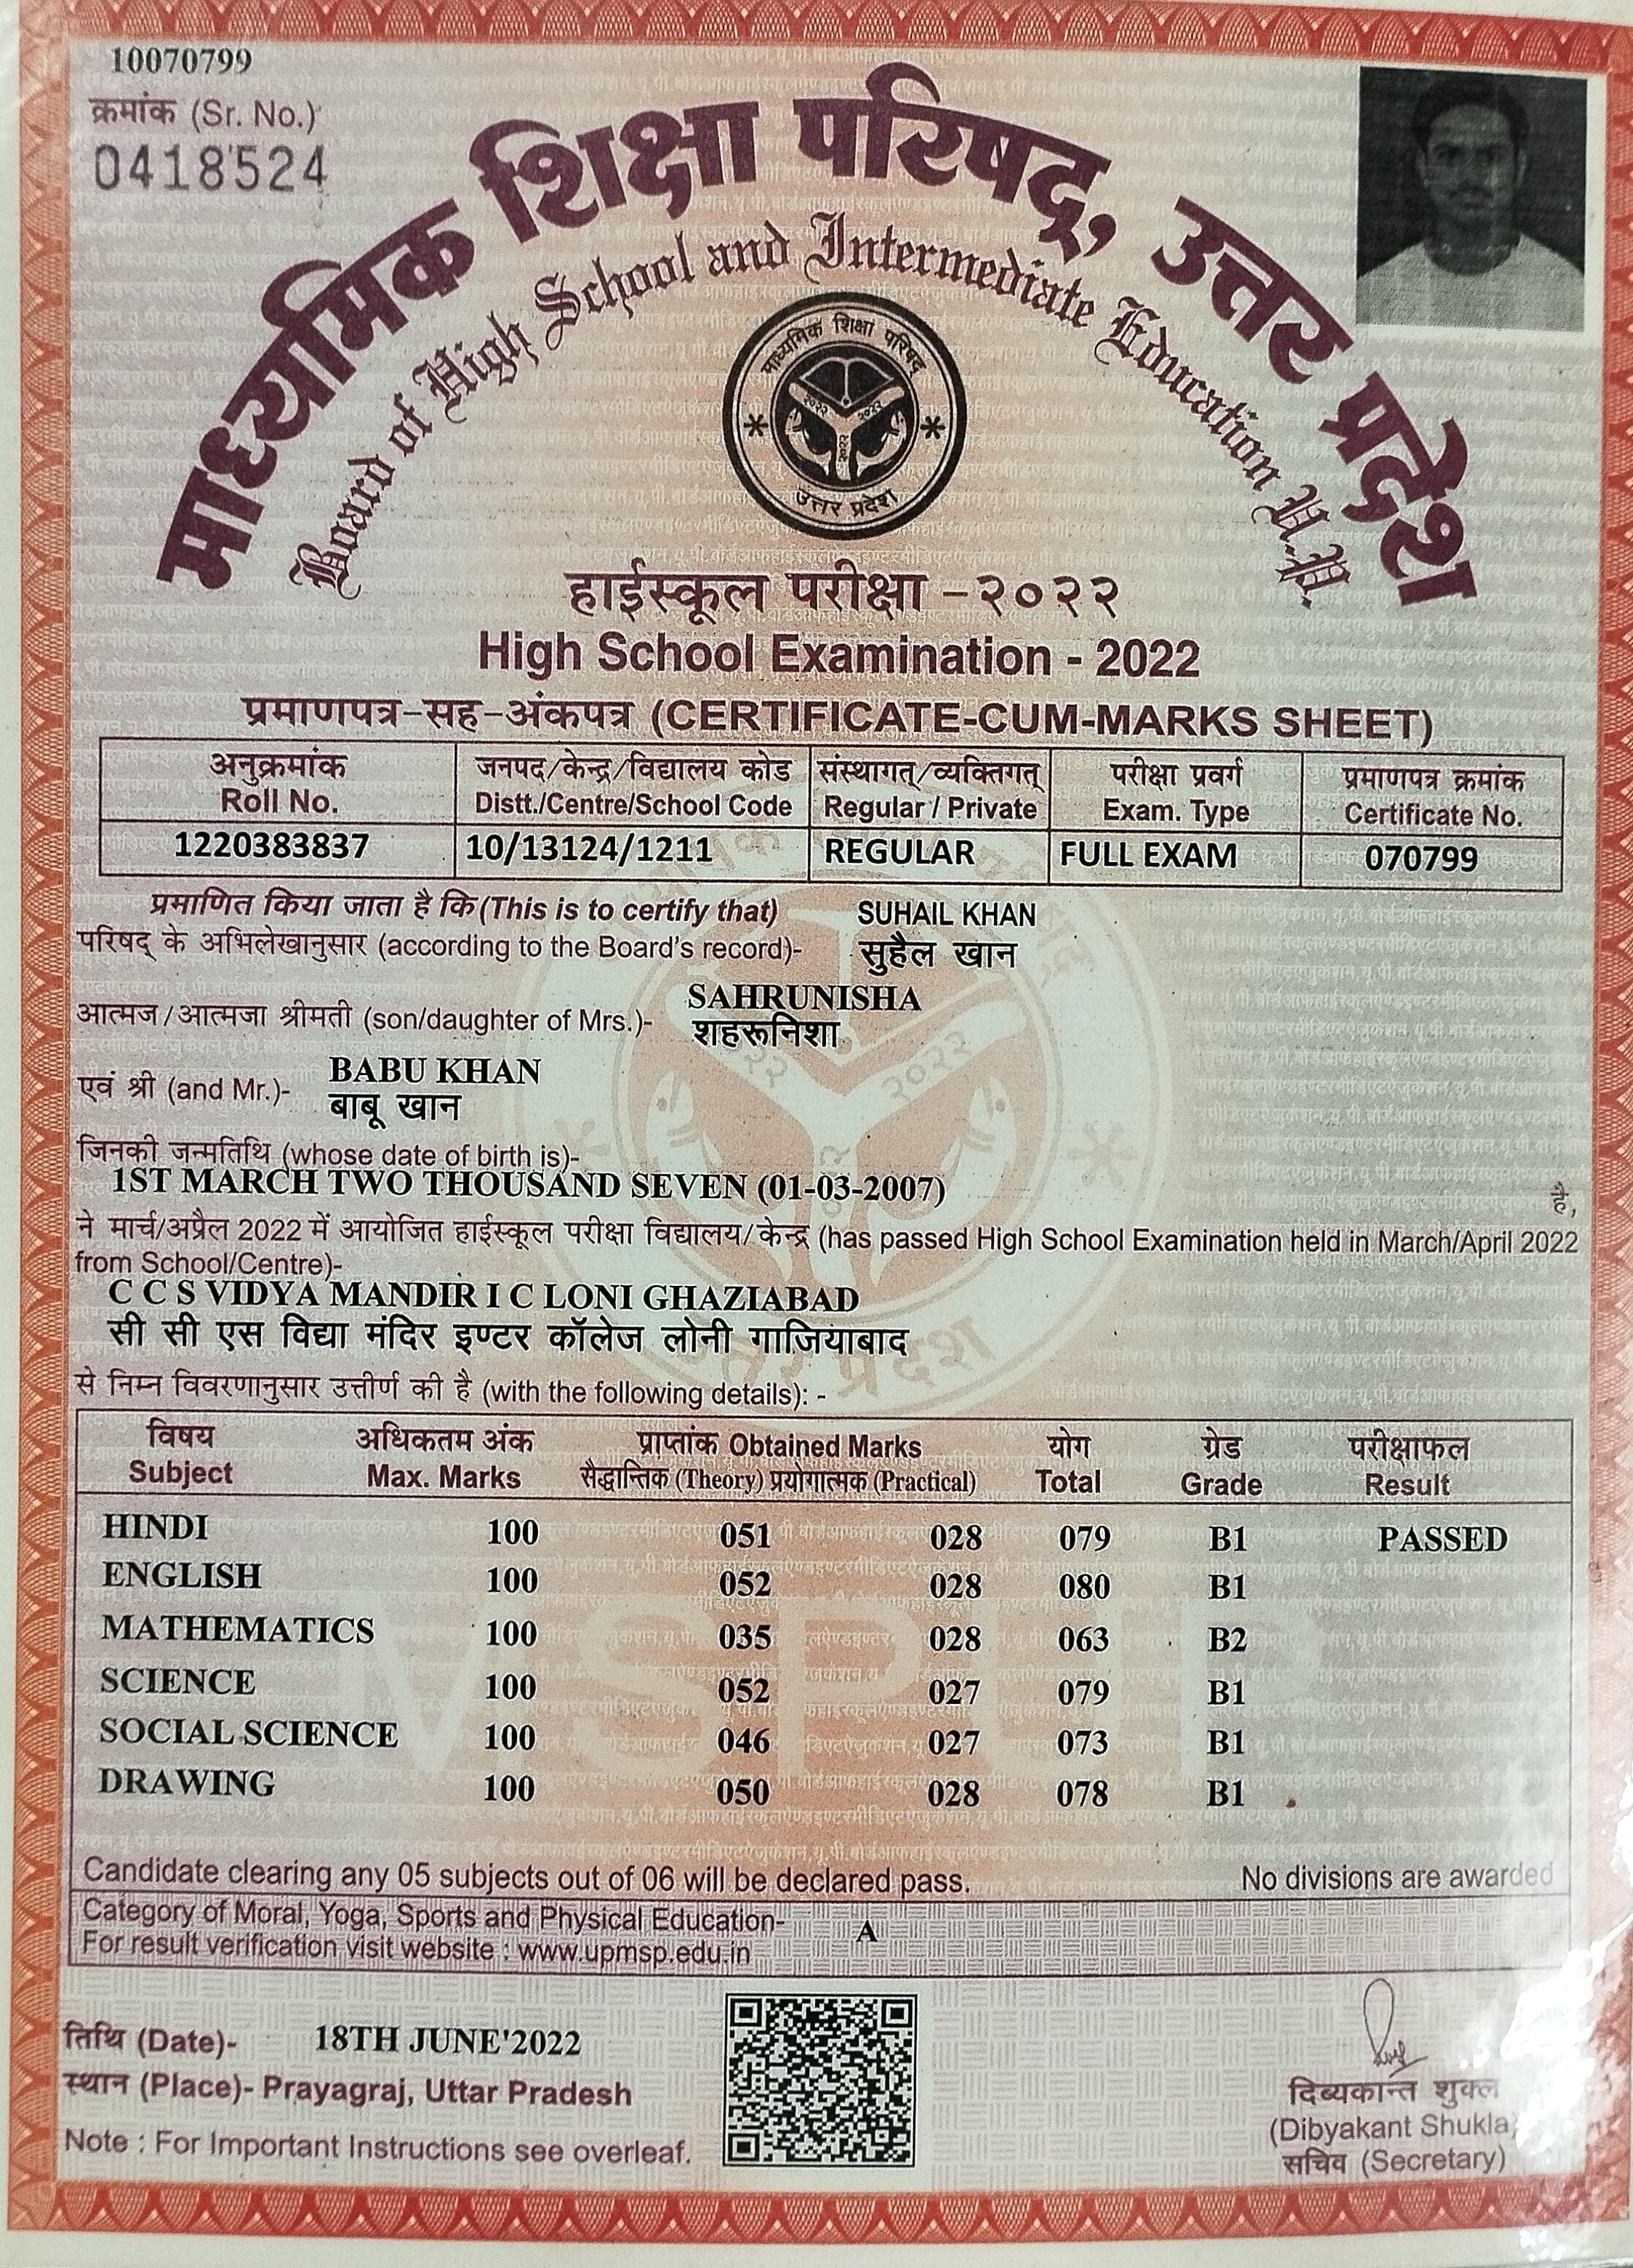 10070799
क्रमांक (Sr. No.)
0418524
माध्यमिक शिक्षा परिषद्, उत्तर प्रदेश
Board of High School and Intermediate Education U.P.
माध्यमिक शिक्षा परिषद
२०२२ २०२२
२०२२
उत्तर प्रदेश
हाईस्कूल परीक्षा -२०२२
High School Examination - 2022
प्रमाणपत्र-सह-अंकपत्र (CERTIFICATE-CUM-MARKS SHEET)
अनुक्रमांक जनपद/केन्द्र/विद्यालय कोड संस्थागत्/व्यक्तिगत् परीक्षा प्रवर्ग प्रमाणपत्र क्रमांक
Roll No. Distt./Centre/School Code Regular / Private Exam. Type Certificate No.
1220383837 10/13124/1211 REGULAR FULL EXAM 070799
प्रमाणित किया जाता है कि (This is to certify that) SUHAIL KHAN
परिषद् के अभिलेखानुसार (according to the Board's record)- सुहैल खान
SAHRUNISHA
आत्मज/आत्मजा श्रीमती (son/daughter of Mrs.)- शहरूनिशा
BABU KHAN
एवं श्री (and Mr.)- बाबू खान
जिनकी जन्मतिथि (whose date of birth is)-
1ST MARCH TWO THOUSAND SEVEN (01-03-2007) है,
ने मार्च/अप्रैल 2022 में आयोजित हाईस्कूल परीक्षा विद्यालय/केन्द्र (has passed High School Examination held in March/April 2022
from School/Centre)-
C C S VIDYA MANDIR I C LONI GHAZIABAD
सी सी एस विद्या मंदिर इण्टर कॉलेज लोनी गाजियाबाद
से निम्न विवरणानुसार उत्तीर्ण की है (with the following details): -
विषय अधिकतम अंक प्राप्तांक Obtained Marks योग ग्रेड परीक्षाफल
Subject Max. Marks सैद्धान्तिक (Theory) प्रयोगात्मक (Practical) Total Grade Result
HINDI 100 051 028 079 B1 PASSED
ENGLISH 100 052 028 080 B1
MATHEMATICS 100 035 028 063 B2
SCIENCE 100 052 027 079 B1
SOCIAL SCIENCE 100 046 027 073 B1
DRAWING 100 050 028 078 B1
Candidate clearing any 05 subjects out of 06 will be declared pass. No divisions are awarded
Category of Moral, Yoga, Sports and Physical Education- A
For result verification visit website : www.upmsp.edu.in
तिथि (Date)- 18TH JUNE'2022
स्थान (Place)- Prayagraj, Uttar Pradesh
Note : For Important Instructions see overleaf.
दिब्यकान्त शुक्ल
(Dibyakant Shukla)
सचिव (Secretary)